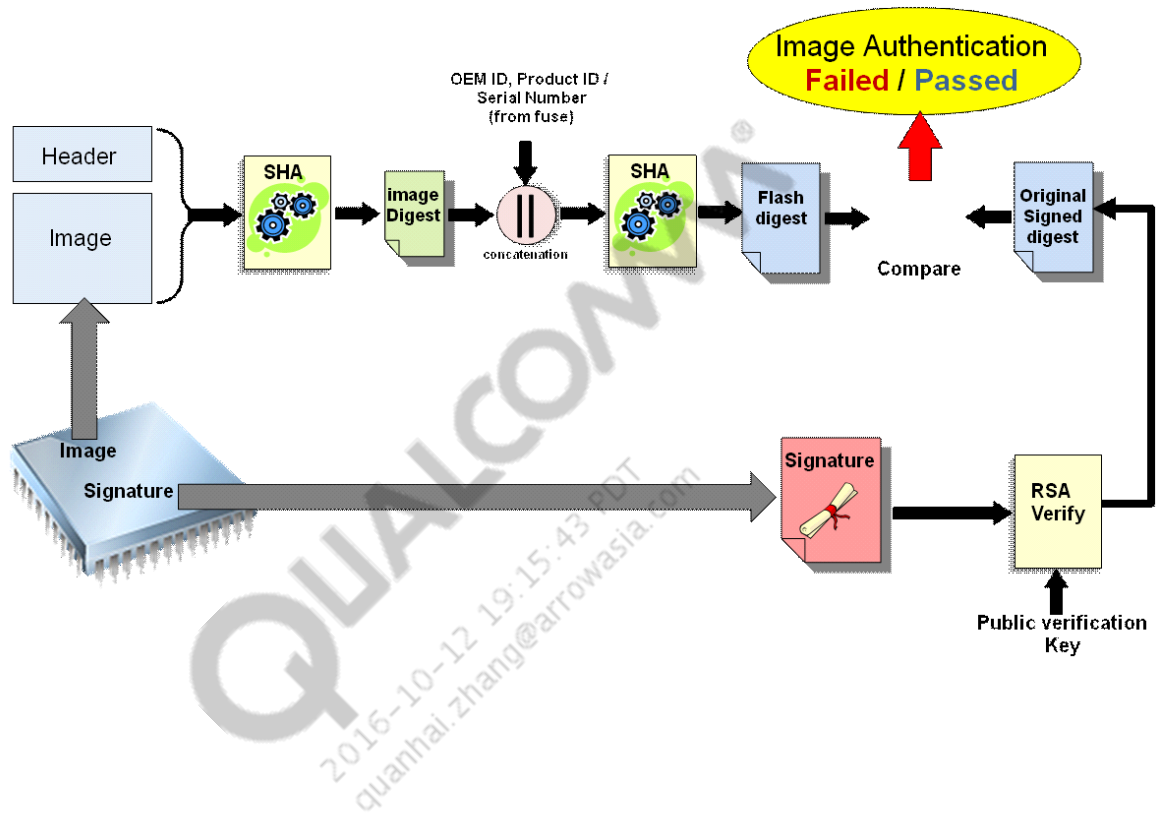 Image Authentication
Failed / Passed
OEM ID, Product ID /
Serial Number
(from fuse)
Header
Image
SHA
image
Digest
||
concatenation
SHA
Flash
digest
Compare
Original
Signed
digest
Image
Signature
Signature
RSA
Verify
Public verification
Key
QUALCOMM®
2016-10-12 19:15:43 PDT
quanhai.zhang@arrowasia.com